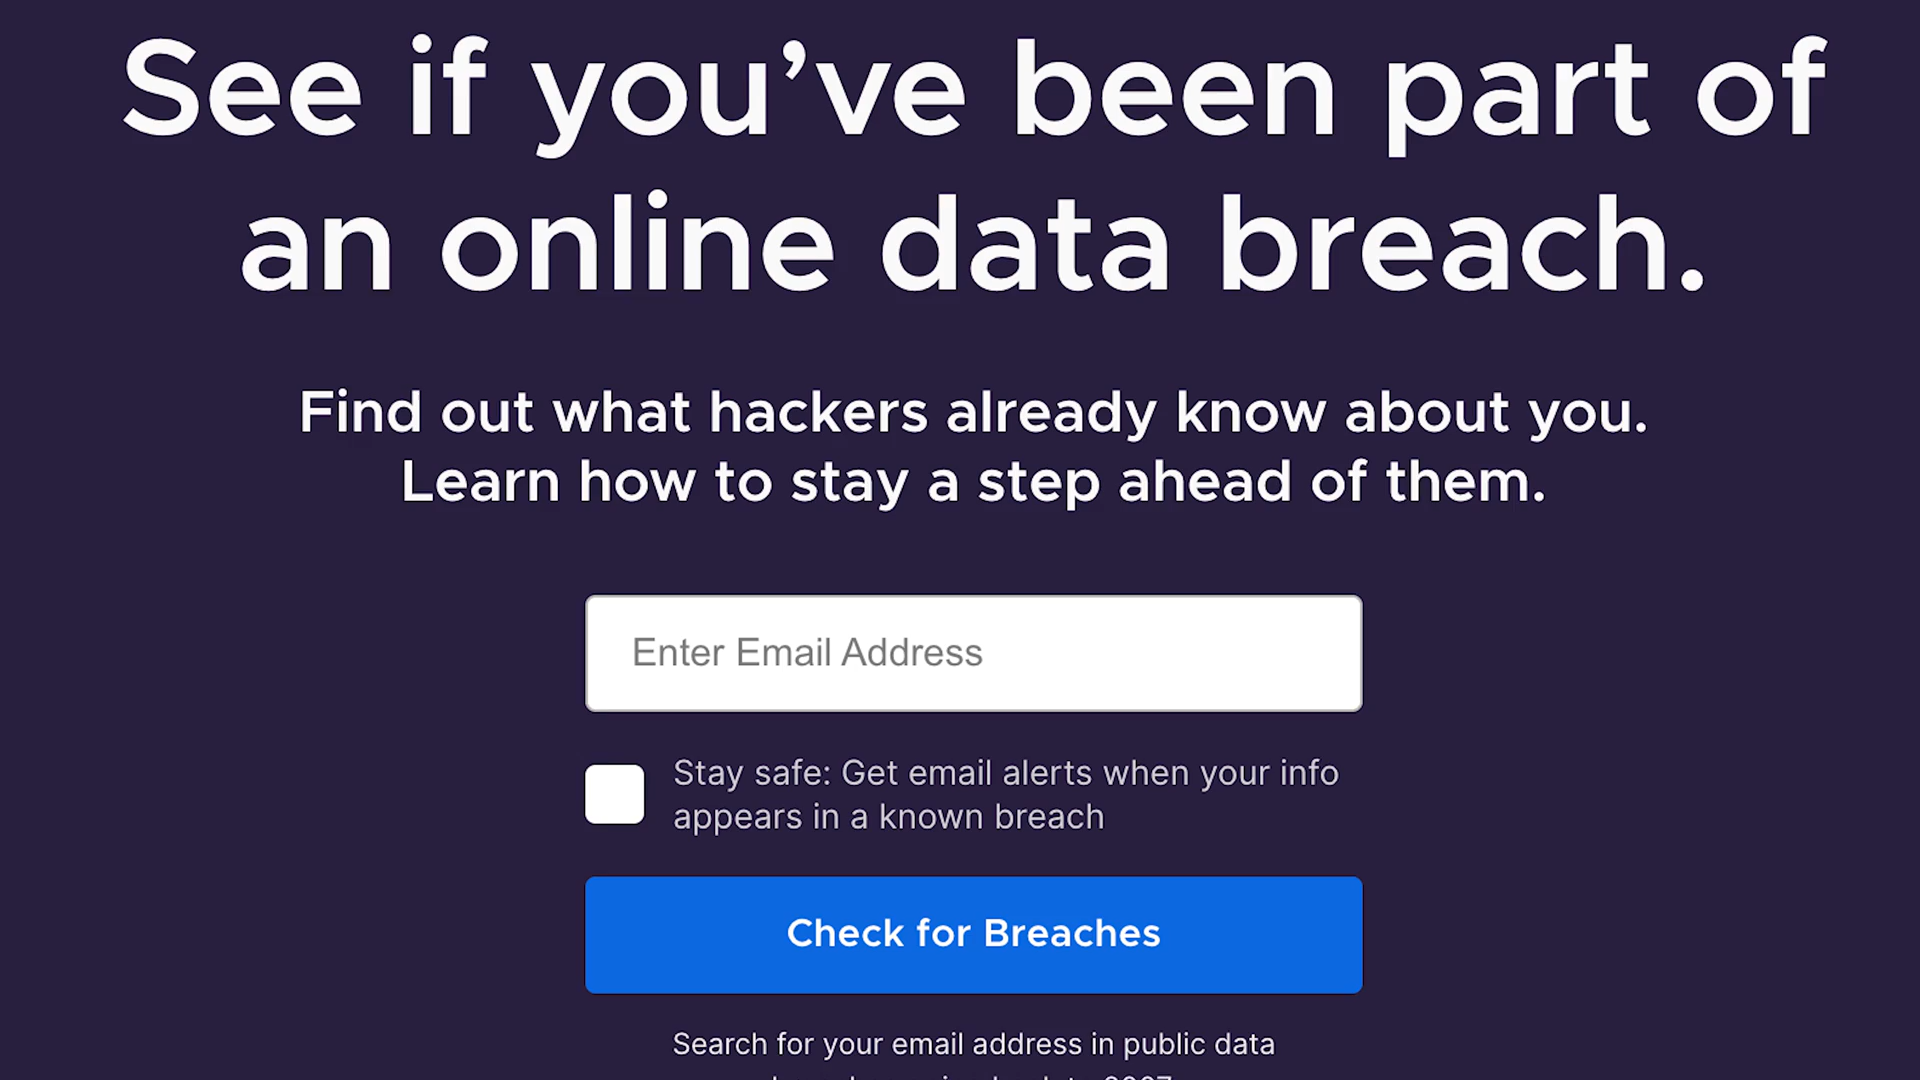 See if you’ve been part of
an online data breach.
Find out what hackers already know about you.
Learn how to stay a step ahead of them.
Enter Email Address
Stay safe: Get email alerts when your info
appears in a known breach
Check for Breaches
Search for your email address in public data